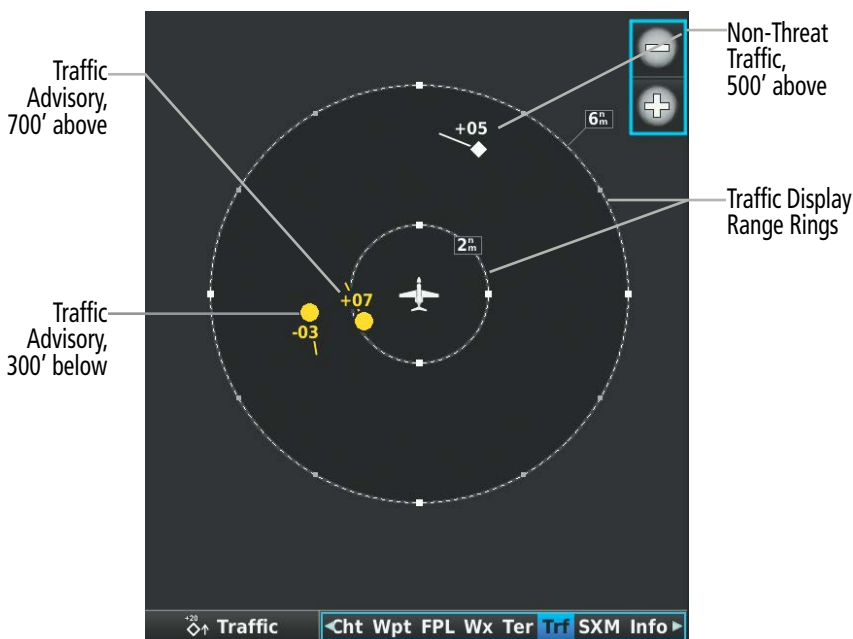 Non-Threat
Traffic,
500’ above
Traffic
Advisory,
700’ above
+05
6nm
2nm
Traffic Display
Range Rings
+07
Traffic
Advisory,
300’ below
-03
+20
Traffic
Cht Wpt FPL Wx Ter Trf SXM Info